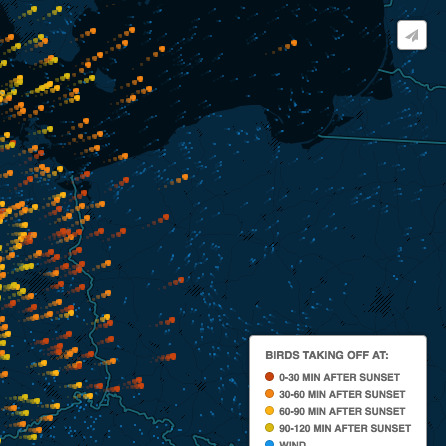 BIRDS TAKING OFF AT:
0-30 MIN AFTER SUNSET
30-60 MIN AFTER SUNSET
60-90 MIN AFTER SUNSET
90-120 MIN AFTER SUNSET
WIND